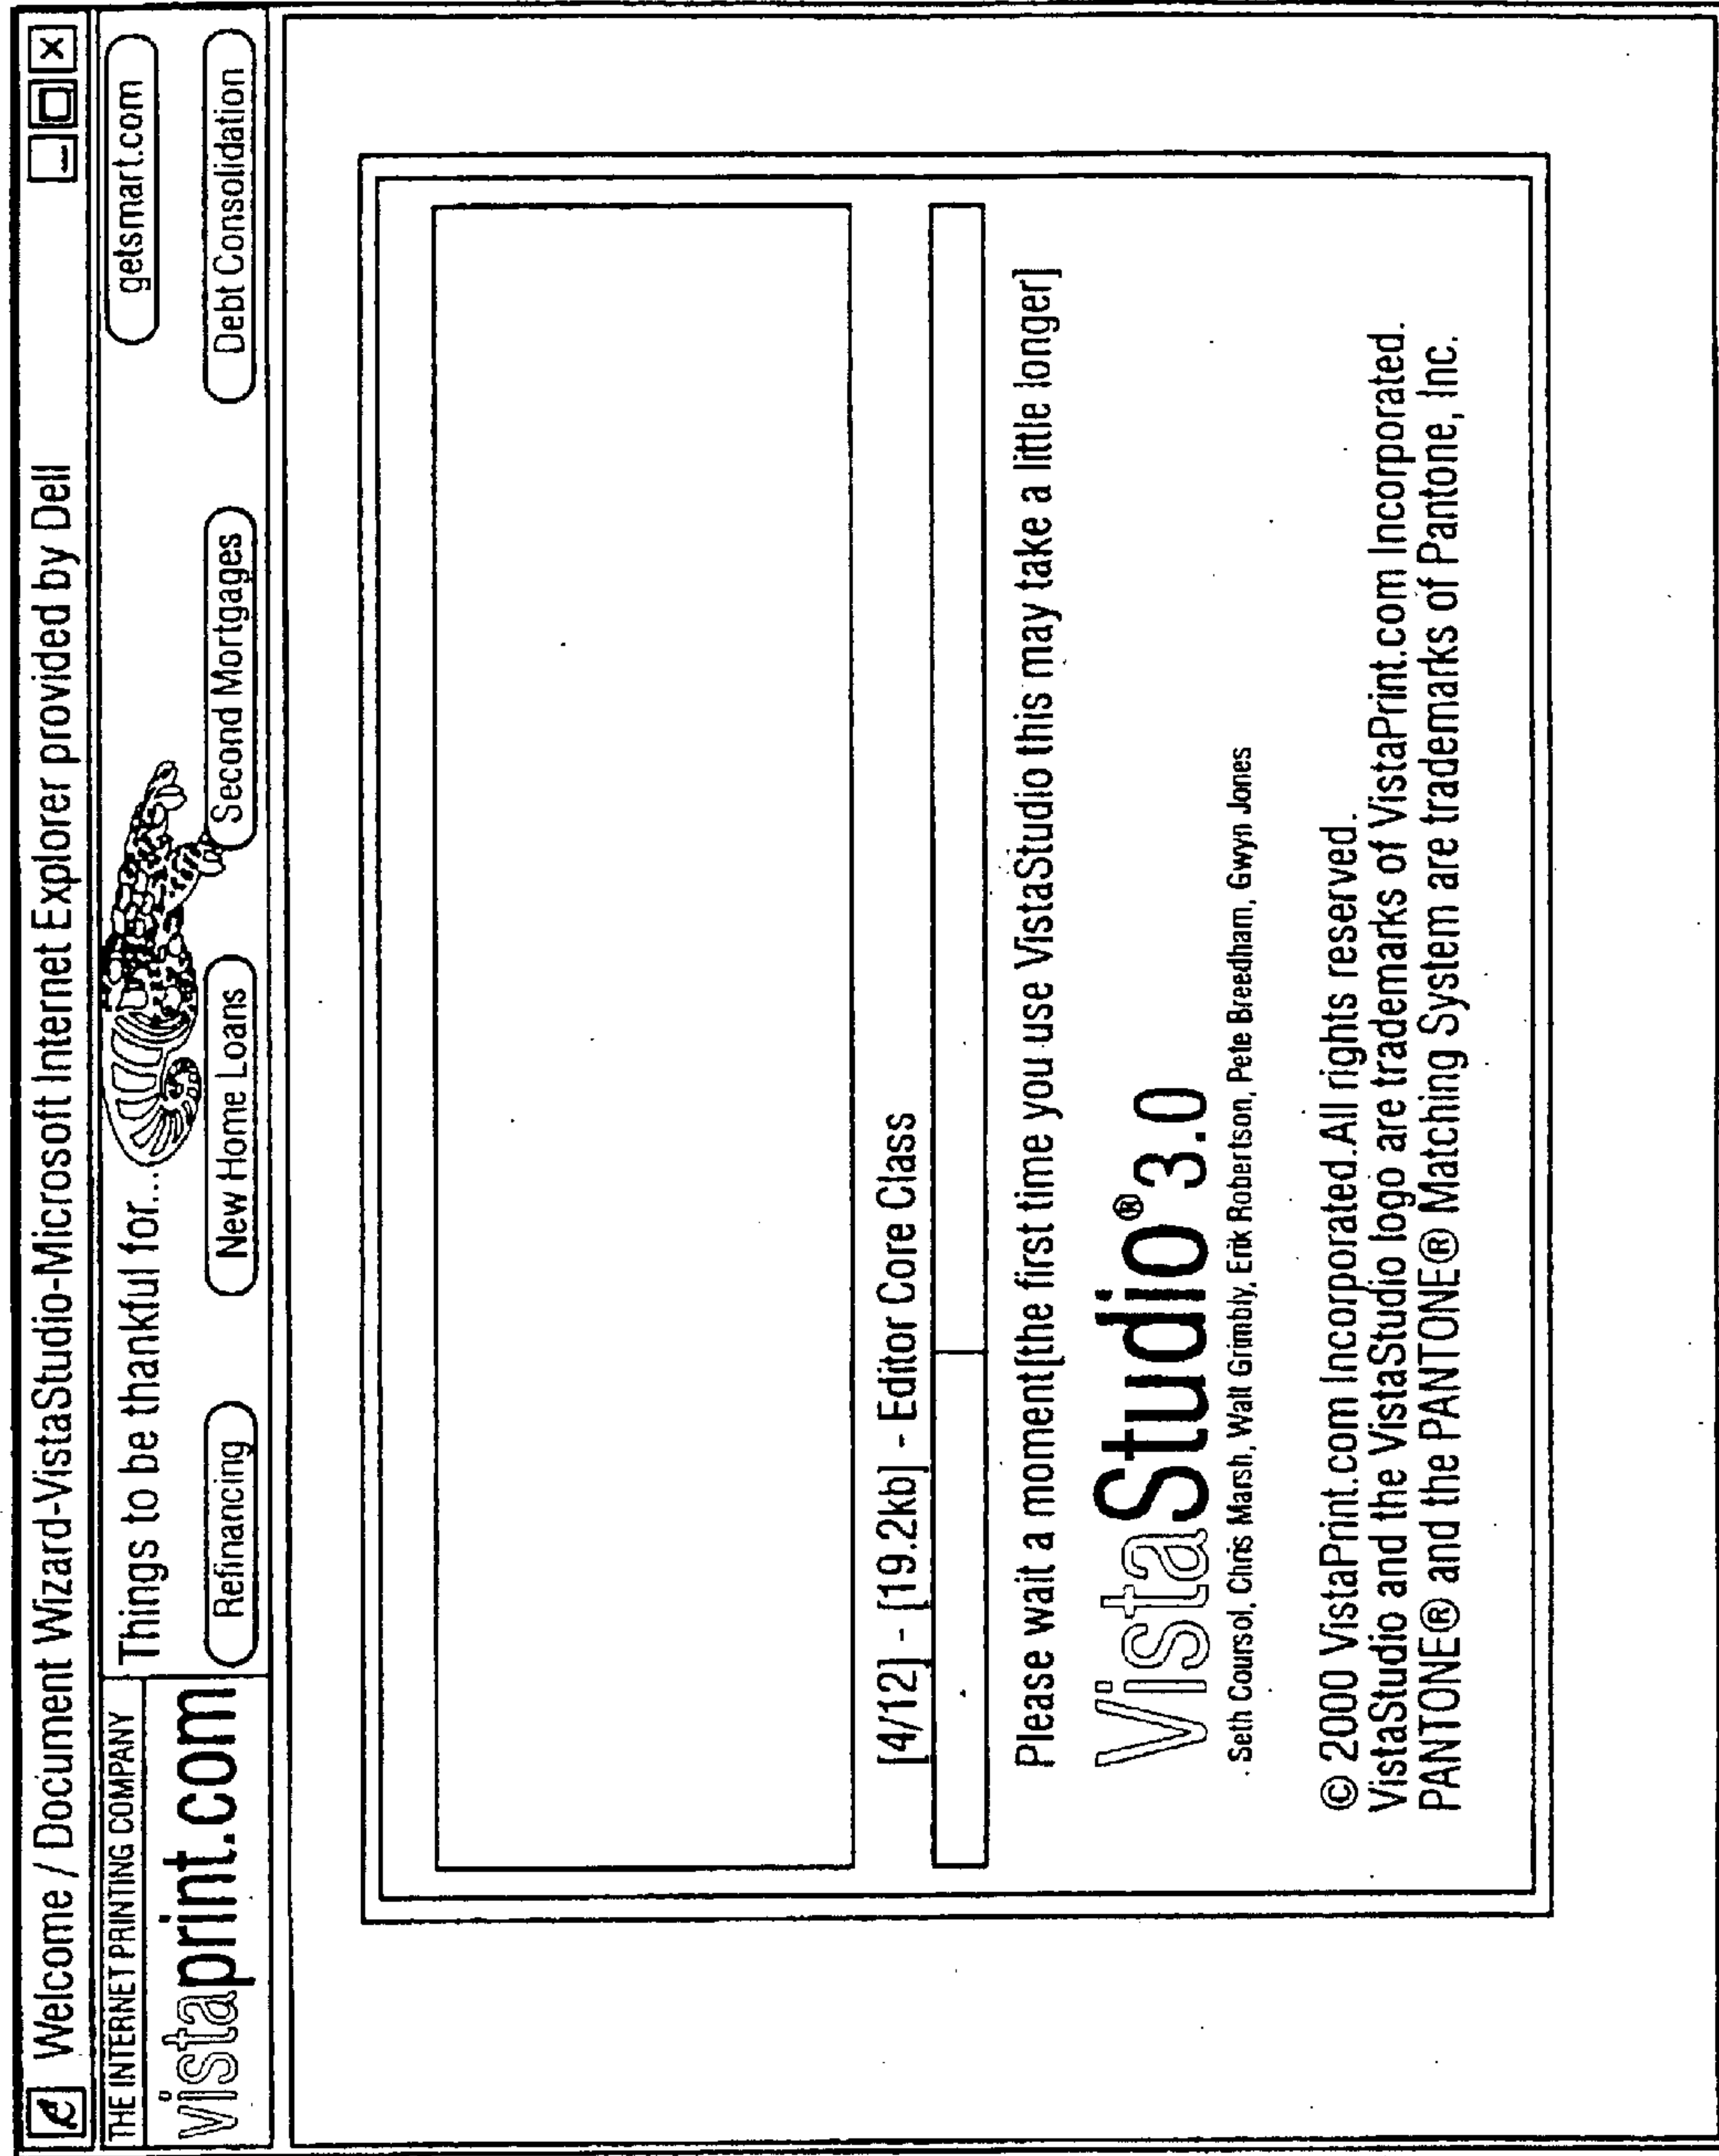 Welcome / Document Wizard-VistaStudio-Microsoft Internet Explorer provided by Dell
THE INTERNET PRINTING COMPANY
vistaprint.com
Things to be thankful for...
getsmart.com
Refinancing
New Home Loans
Second Mortgages
Debt Consolidation
[4/12] - [19.2kb] - Editor Core Class
Please wait a moment[the first time you use VistaStudio this may take a little longer]
VistaStudio® 3.0
Seth Coursol, Chris Marsh, Walt Grimbly, Erik Robertson, Pete Breedham, Gwyn Jones
© 2000 VistaPrint.com Incorporated.All rights reserved.
VistaStudio and the VistaStudio logo are trademarks of VistaPrint.com Incorporated.
PANTONE® and the PANTONE® Matching System are trademarks of Pantone, Inc.